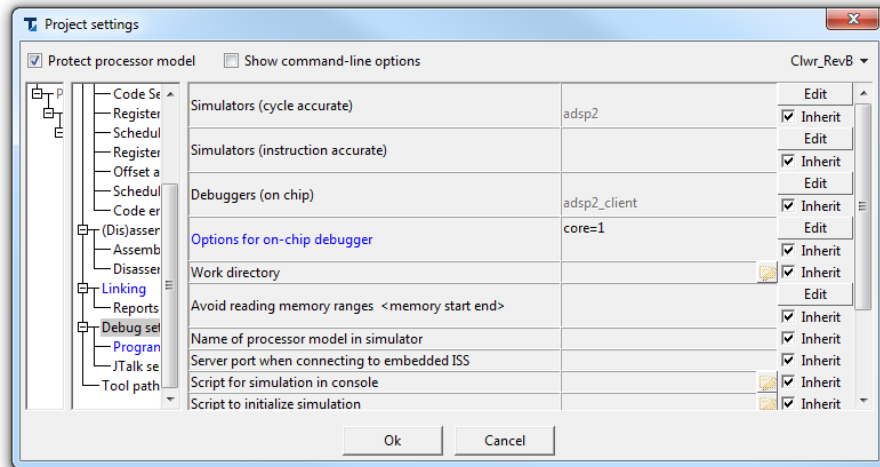 Project settings
Protect processor model
Show command-line options
Clwr_RevB
P
Code Se
Register
Schedul
Register
Offset a
Schedul
Code er
(Dis)assen
Assemb
Disassen
Linking
Reports
Debug set
Progran
JTalk se
Tool path
Simulators (cycle accurate)
adsp2
Edit
Inherit
Simulators (instruction accurate)
Edit
Inherit
Debuggers (on chip)
adsp2_client
Edit
Inherit
Options for on-chip debugger
core=1
Edit
Inherit
Work directory
Inherit
Avoid reading memory ranges <memory start end>
Edit
Inherit
Name of processor model in simulator
Inherit
Server port when connecting to embedded ISS
Inherit
Script for simulation in console
Inherit
Script to initialize simulation
Inherit
Ok
Cancel